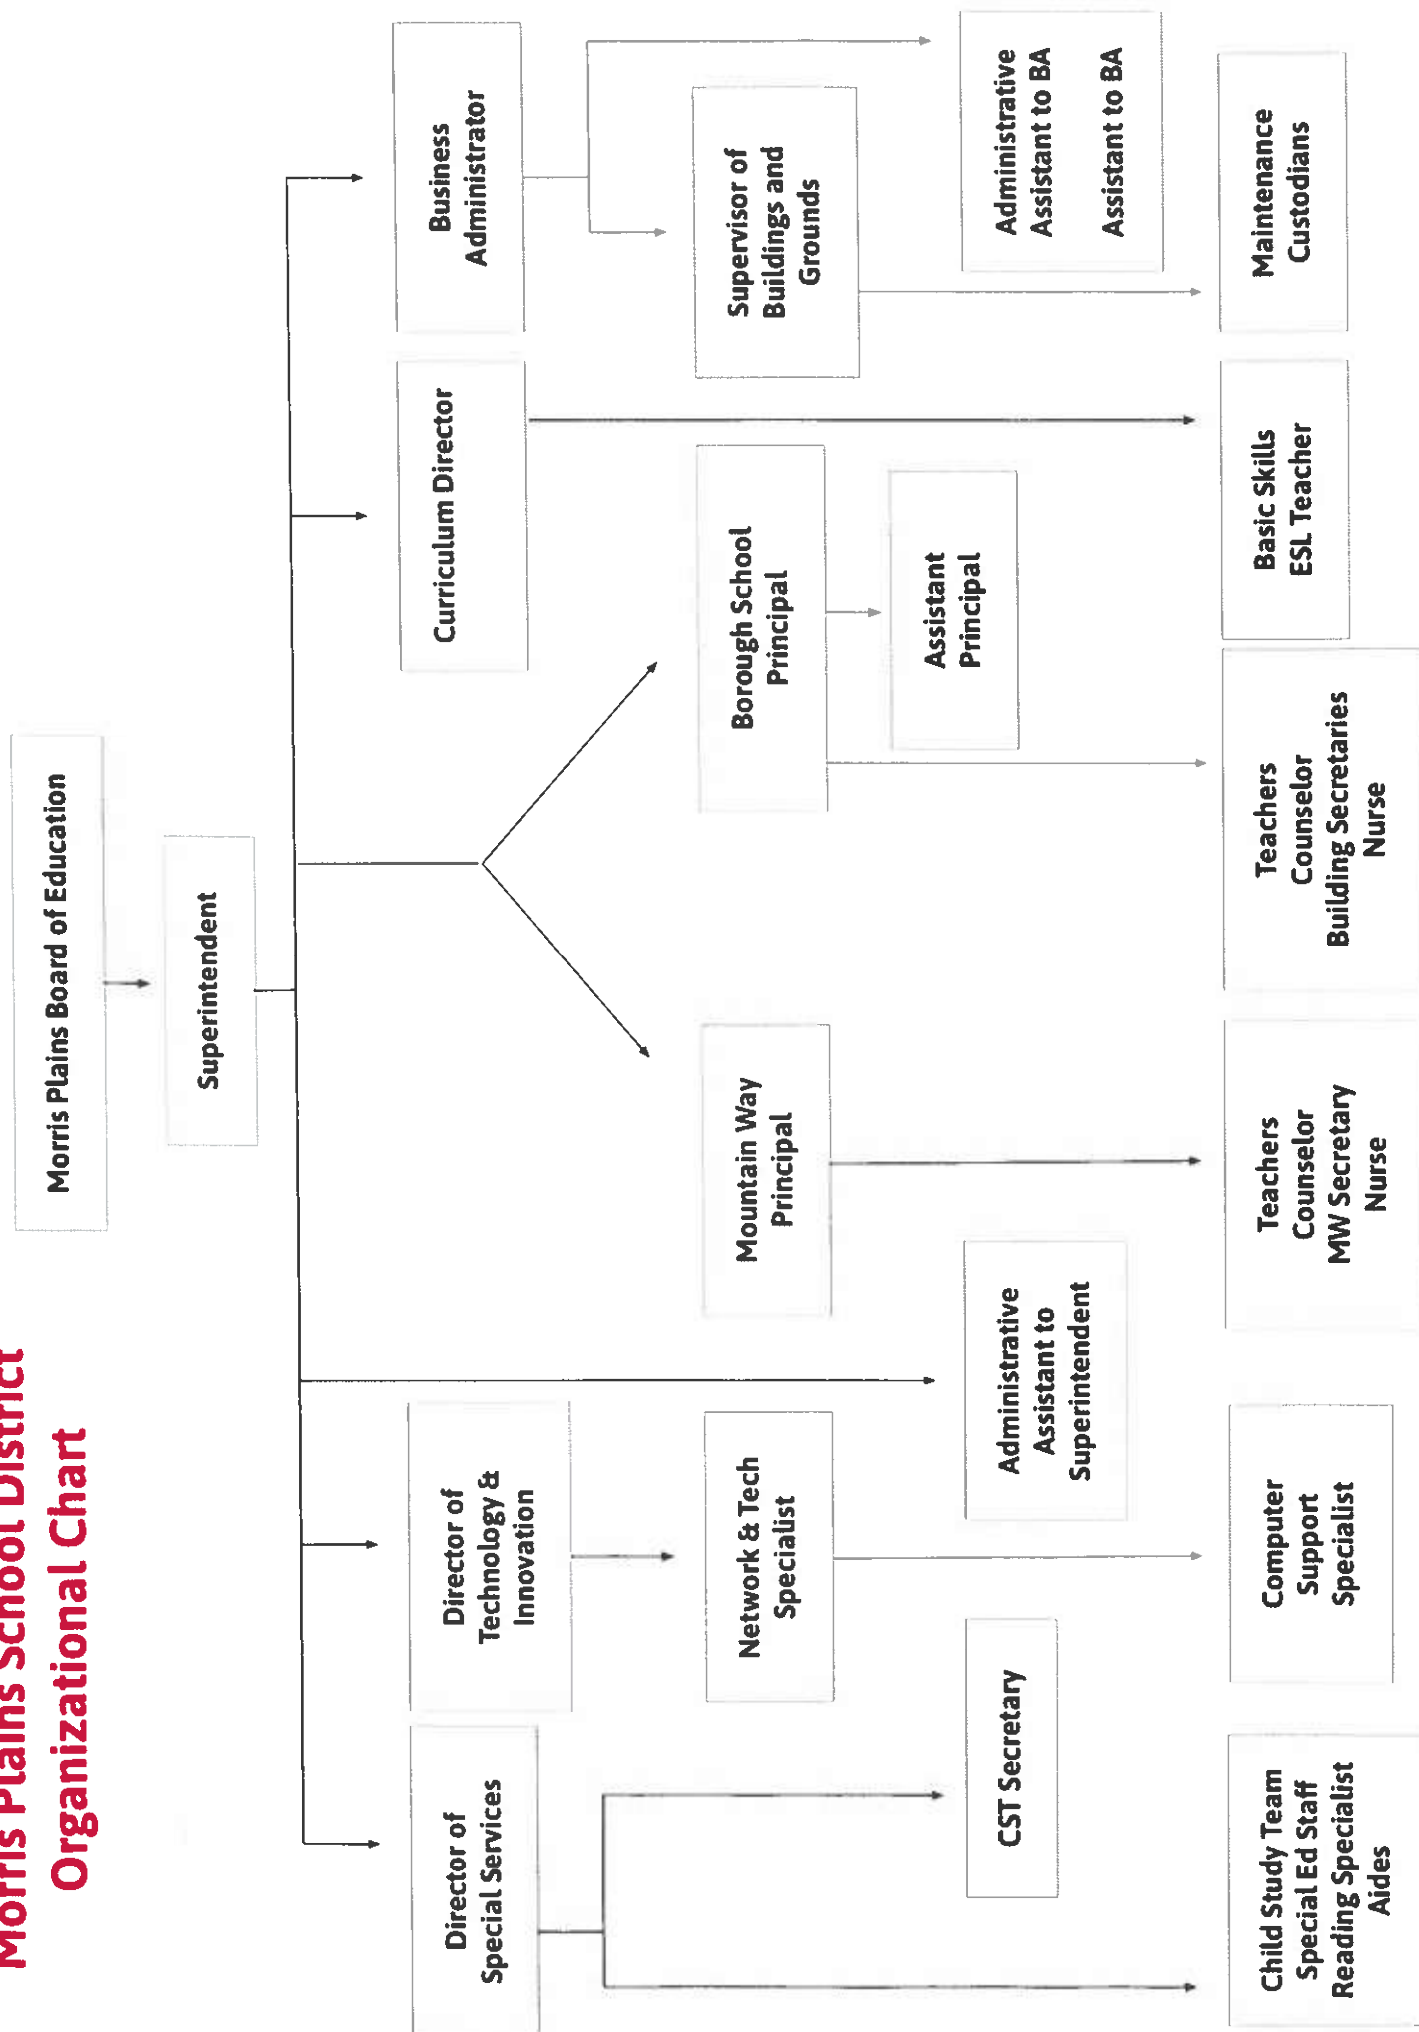 Morris Plains School District
Organizational Chart
Morris Plains Board of Education
Superintendent
Director of
Special Services
Director of
Technology &
Innovation
Curriculum Director
Business
Administrator
Network & Tech
Specialist
Mountain Way
Principal
Borough School
Principal
Supervisor of
Buildings and
Grounds
Assistant
Principal
CST Secretary
Administrative
Assistant to
Superintendent
Administrative
Assistant to BA
Assistant to BA
Child Study Team
Special Ed Staff
Reading Specialist
Aides
Computer
Support
Specialist
Teachers
Counselor
MW Secretary
Nurse
Teachers
Counselor
Building Secretaries
Nurse
Basic Skills
ESL Teacher
Maintenance
Custodians